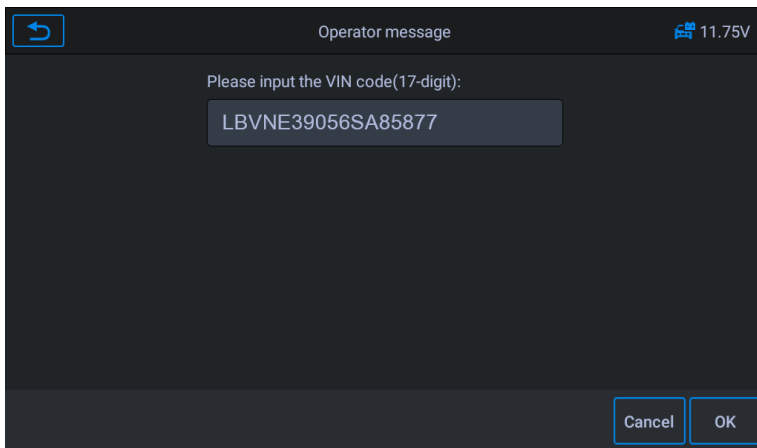 Operator message
11.75V
Please input the VIN code(17-digit):
LBVNE39056SA85877
Cancel
OK